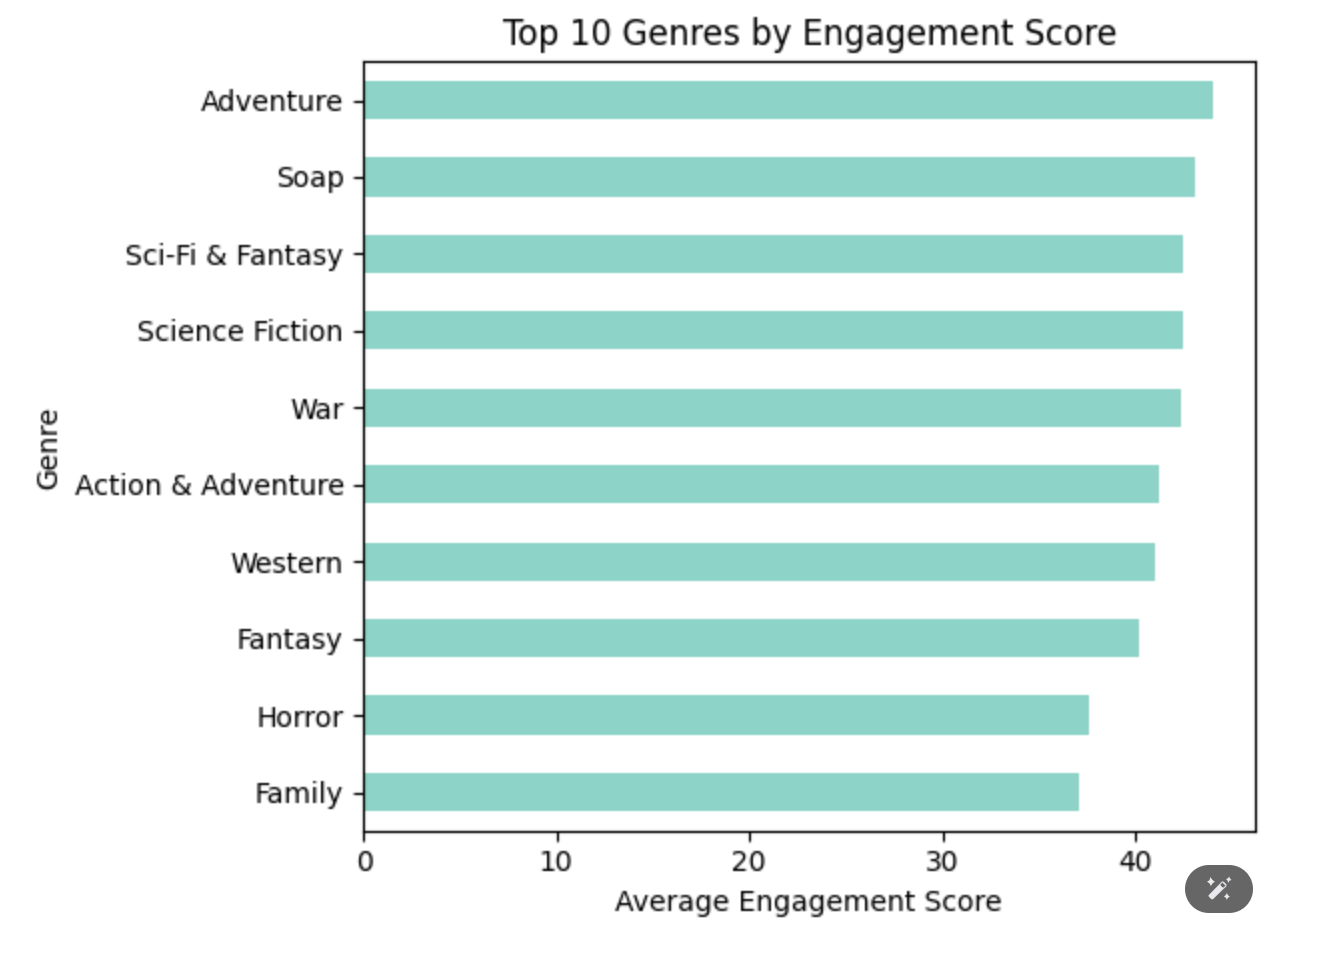 Top 10 Genres by Engagement Score
Adventure
Soap
Sci-Fi & Fantasy
Science Fiction
War
Action & Adventure
Western
Fantasy
Horror
Family
Genre
0 10 20 30 40
Average Engagement Score